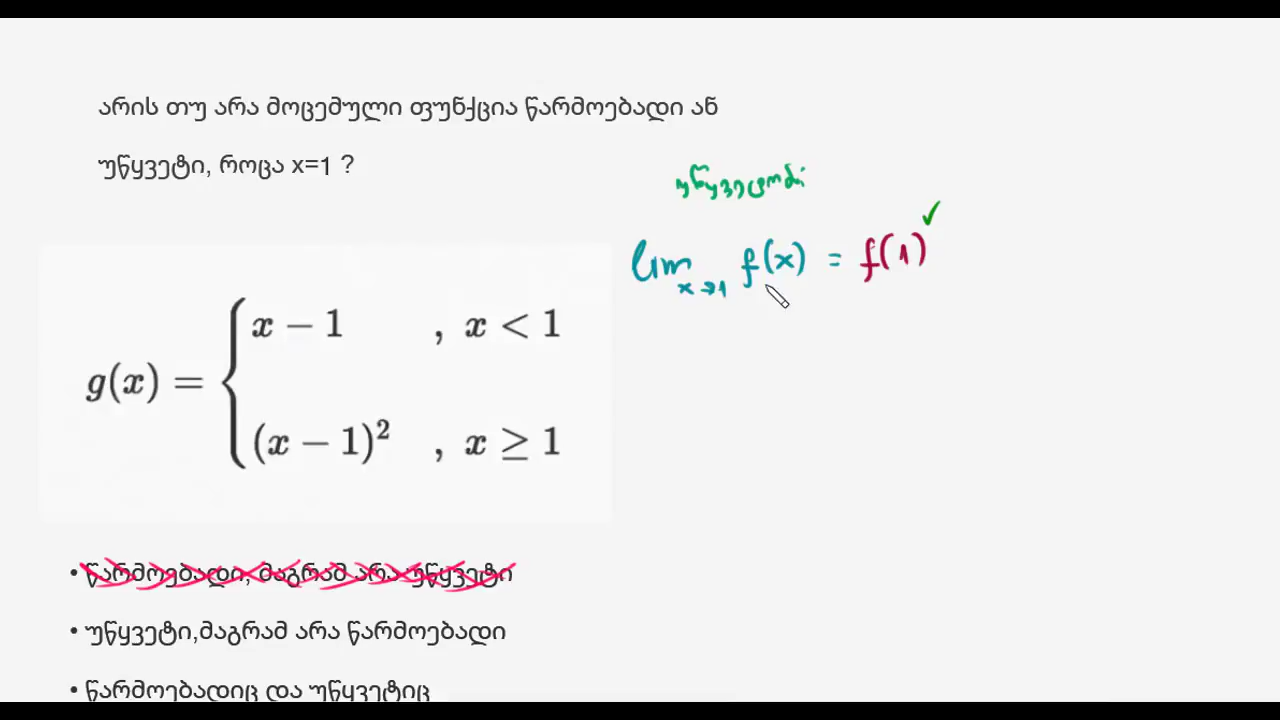 არის თუ არა მოცემული ფუნქცია წარმოებადი ან
უწყვეტი, როცა x=1 ?
უწყვეტობა
lim x→1 f(x) = f(1) ✓
g(x) = { x − 1 , x < 1
(x − 1)² , x ≥ 1
• წარმოებადი, მაგრამ არა უწყვეტი
• უწყვეტი,მაგრამ არა წარმოებადი
• წარმოებადიც და უწყვეტიც